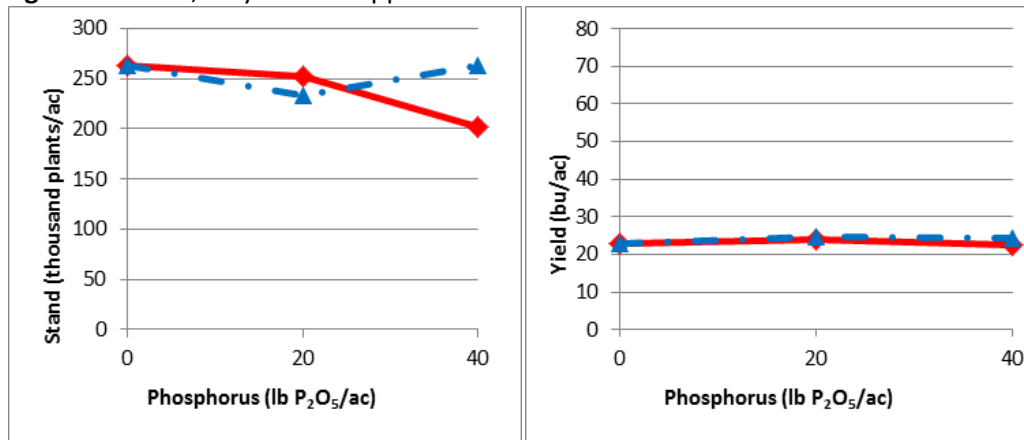 300
250
200
150
100
50
0
0 20 40
Stand (thousand plants/ac)
Phosphorus (lb P₂O₅/ac)
80
70
60
50
40
30
20
10
0
0 20 40
Yield (bu/ac)
Phosphorus (lb P₂O₅/ac)